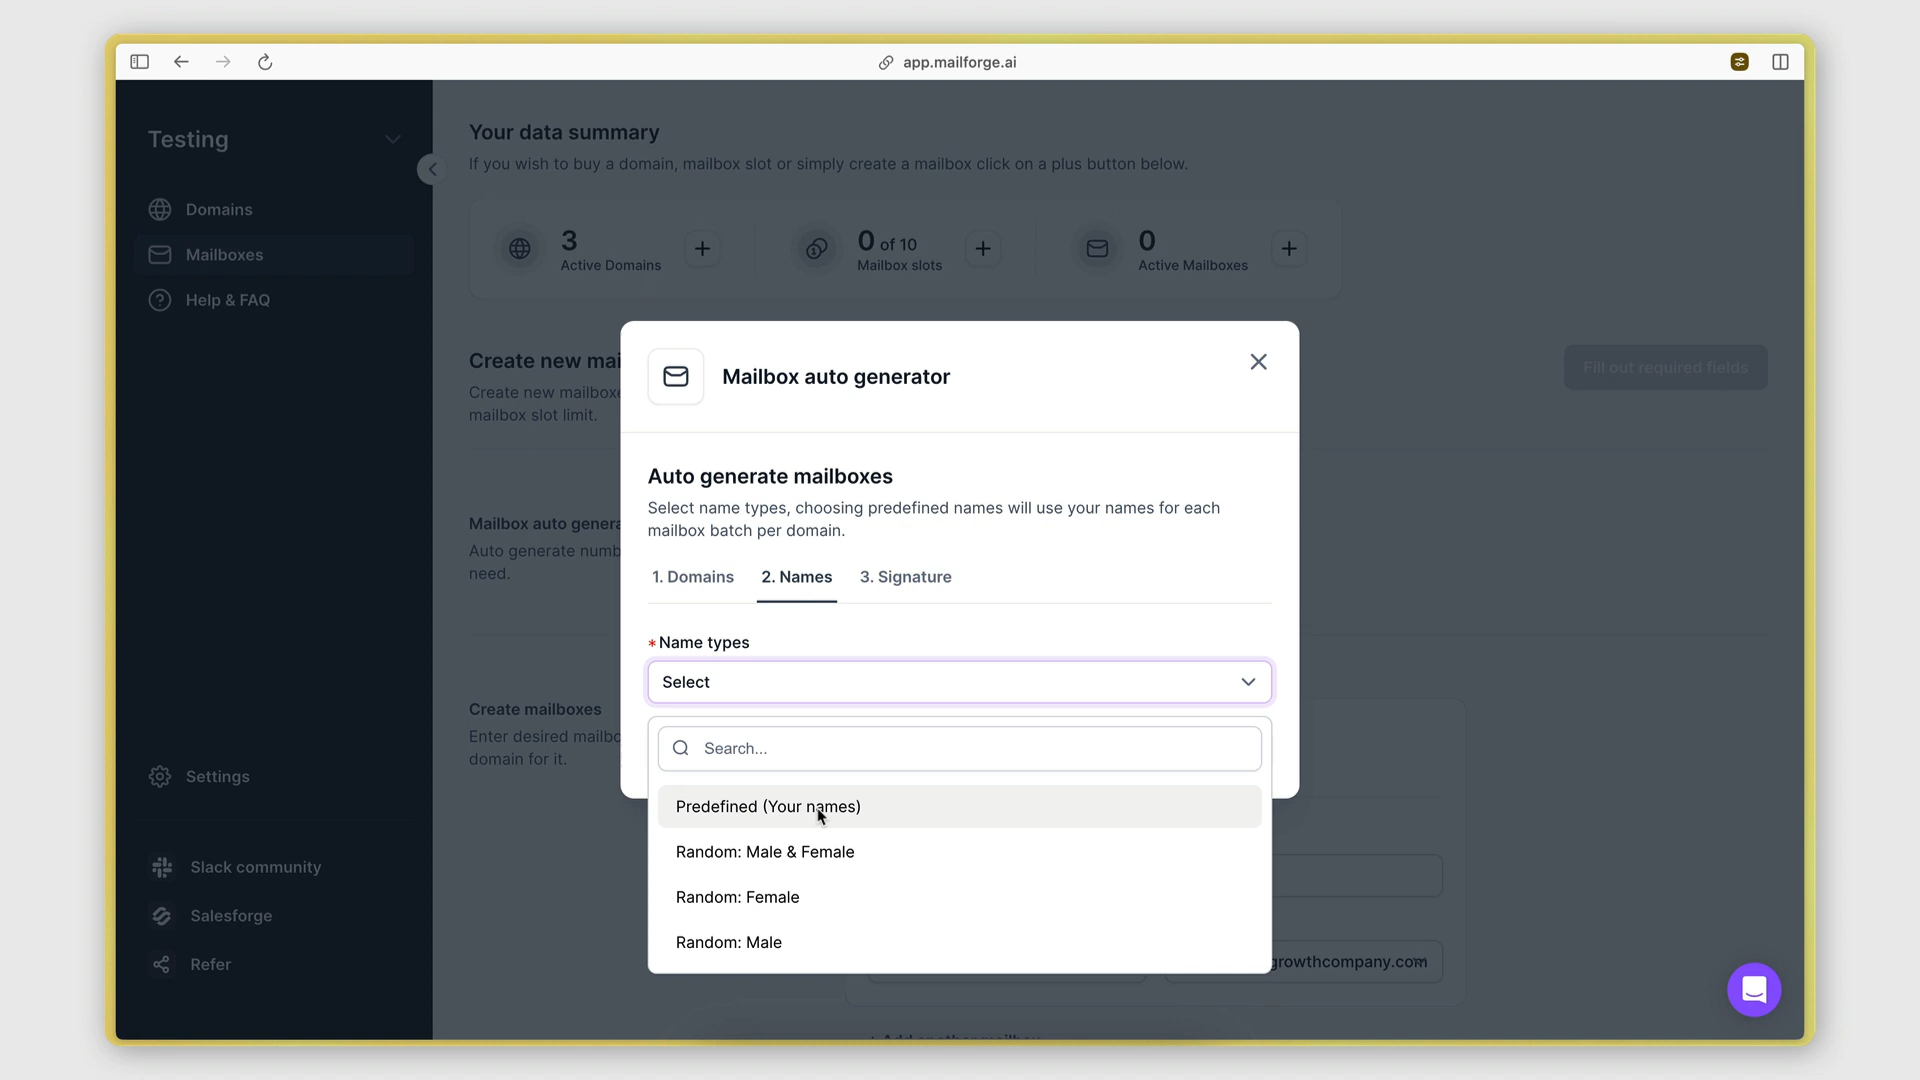 app.mailforge.ai
Testing
Domains
Mailboxes
Help & FAQ
Settings
Slack community
Salesforge
Refer
Your data summary
If you wish to buy a domain, mailbox slot or simply create a mailbox click on a plus button below.
3
Active Domains
0 of 10
Mailbox slots
0
Active Mailboxes
Create new mai
Create new mailboxe
mailbox slot limit.
Fill out required fields
Mailbox auto genera
Auto generate numb
need.
Create mailboxes
Enter desired mailbo
domain for it.
Mailbox auto generator
Auto generate mailboxes
Select name types, choosing predefined names will use your names for each
mailbox batch per domain.
1. Domains 2. Names 3. Signature
* Name types
Select
Search...
Predefined (Your names)
Random: Male & Female
Random: Female
Random: Male
growthcompany.com